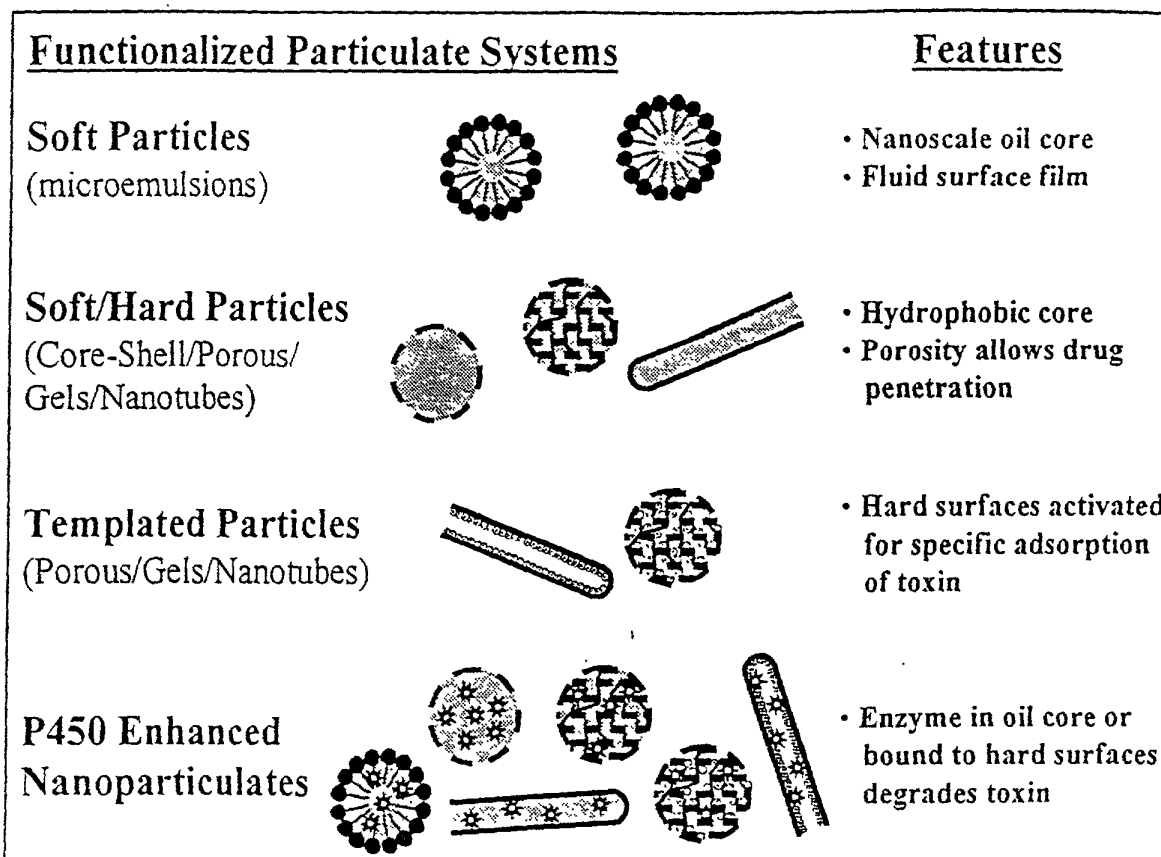 Functionalized Particulate Systems
Features
Soft Particles
(microemulsions)
· Nanoscale oil core
· Fluid surface film
Soft/Hard Particles
(Core-Shell/Porous/
Gels/Nanotubes)
· Hydrophobic core
· Porosity allows drug
penetration
Templated Particles
(Porous/Gels/Nanotubes)
· Hard surfaces activated
for specific adsorption
of toxin
P450 Enhanced
Nanoparticulates
· Enzyme in oil core or
bound to hard surfaces
degrades toxin